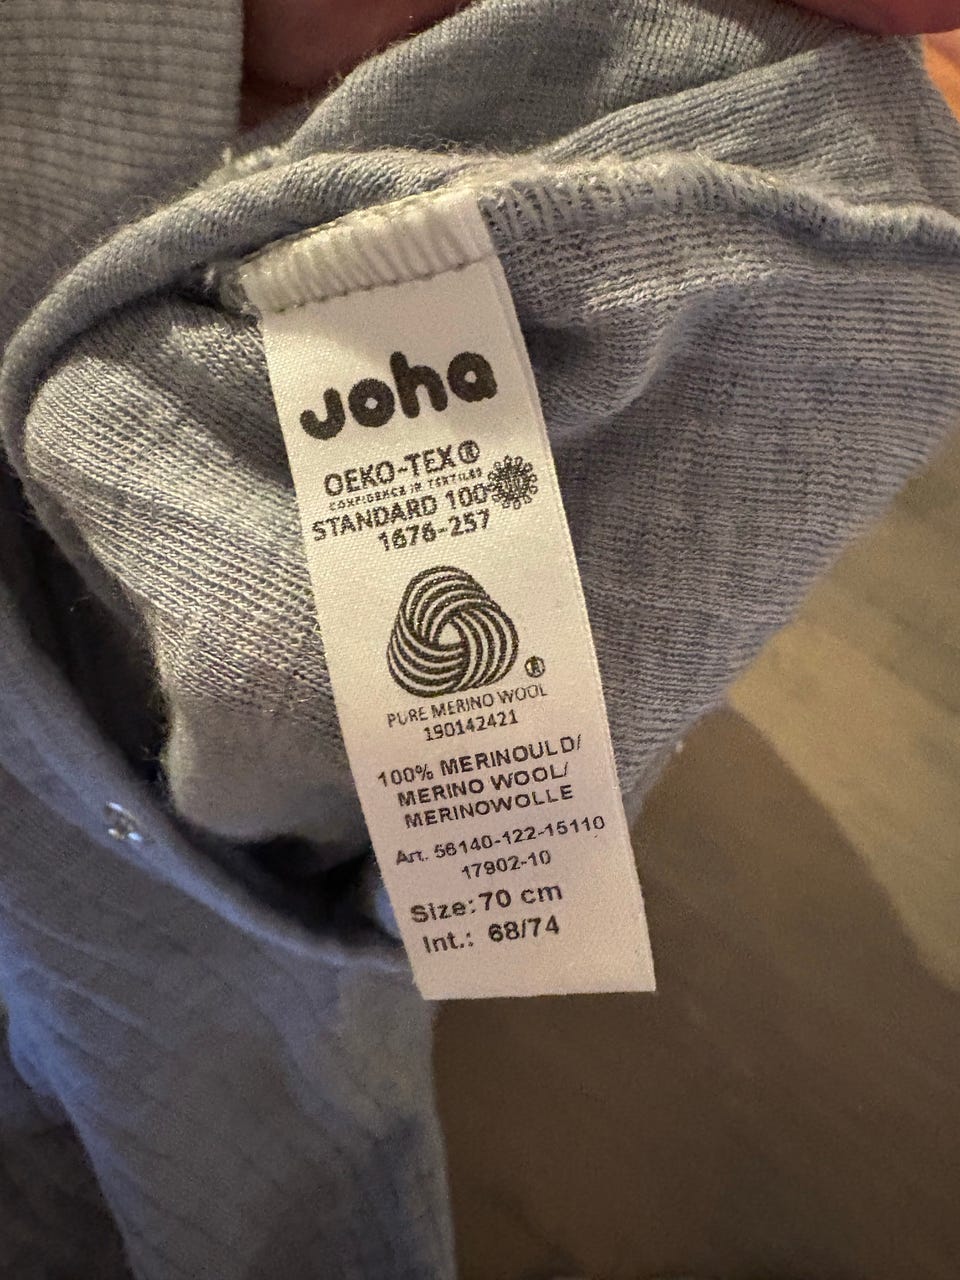 Joha
OEKO-TEX®
CONFIDENCE IN TEXTILES
STANDARD 100
1676-257
®
PURE MERINO WOOL
190142421
100% MERINOULD/
MERINO WOOL/
MERINOWOLLE
Art. 56140-122-15110
17902-10
Size: 70 cm
Int.: 68/74